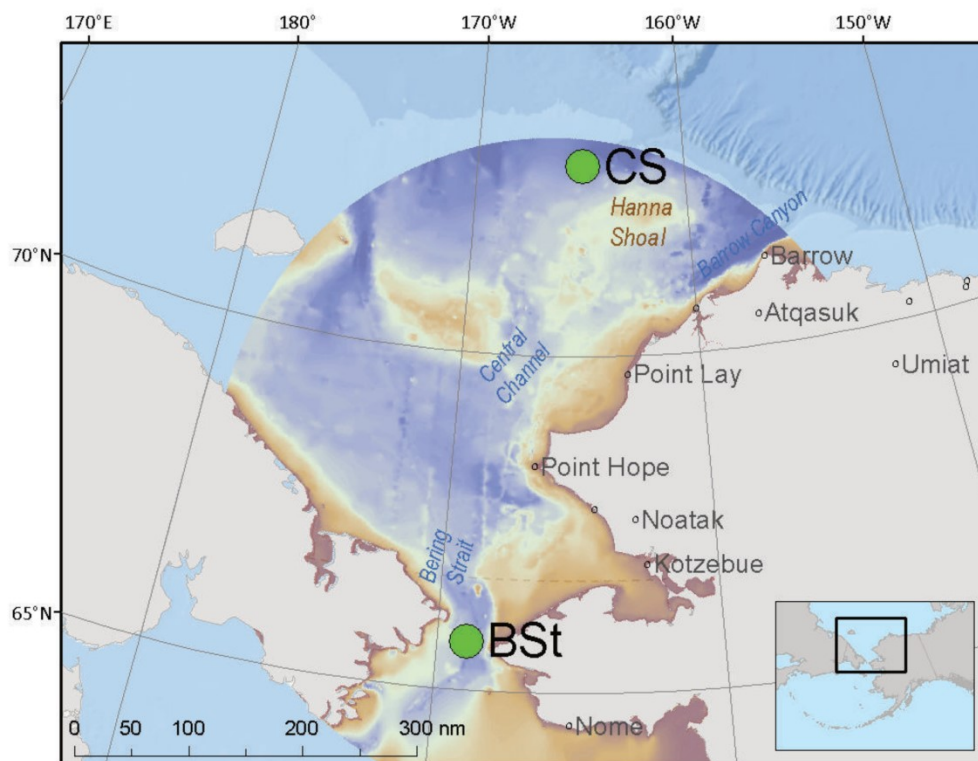 170°E 180° 170°W 160°W 150°W
CS
Hanna
Shoal
Barrow Canyon
70°N
Barrow
Atqasuk
Central
Channel
Point Lay
Umiat
Point Hope
Noatak
Bering
Strait
Kotzebue
65°N
BSt
Nome
0 50 100 200 300 nm